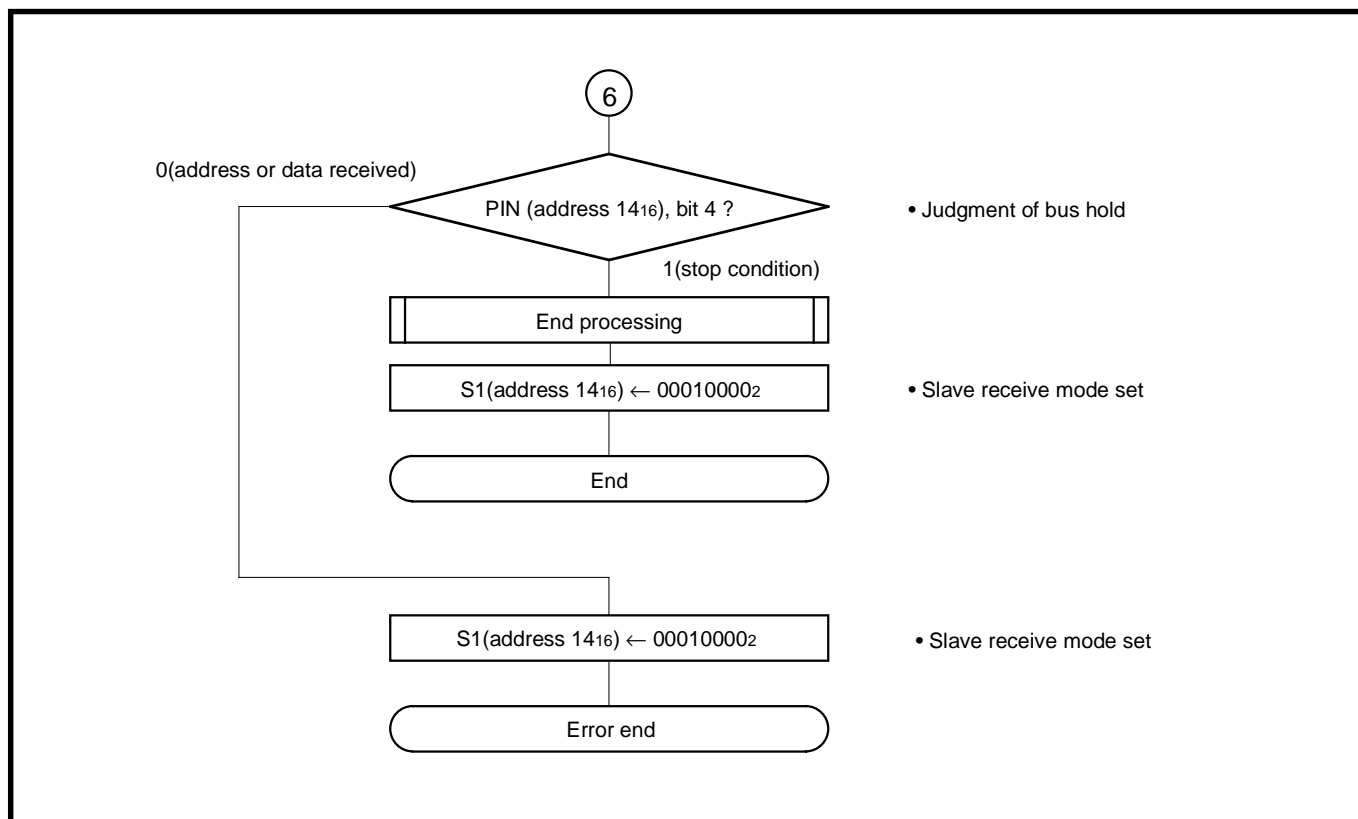 6
0(address or data received)
PIN (address 14₁₆), bit 4 ?
• Judgment of bus hold
1(stop condition)
End processing
S1(address 14₁₆) ← 00010000₂
• Slave receive mode set
End
S1(address 14₁₆) ← 00010000₂
• Slave receive mode set
Error end